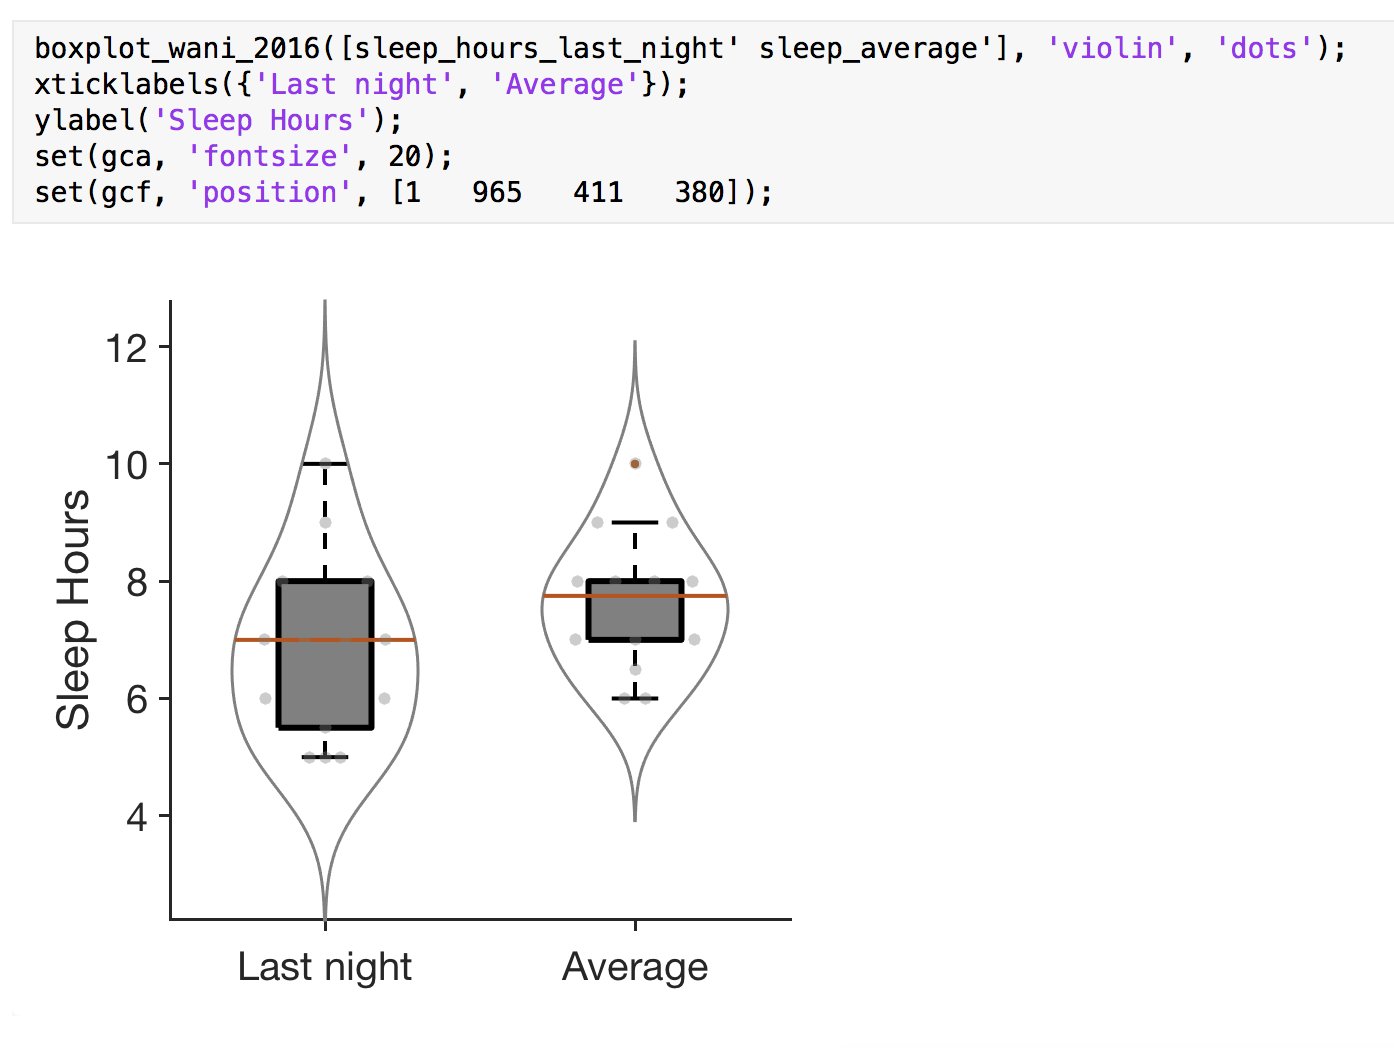 boxplot_wani_2016([sleep_hours_last_night' sleep_average'], 'violin', 'dots');
xticklabels({'Last night', 'Average'});
ylabel('Sleep Hours');
set(gca, 'fontsize', 20);
set(gcf, 'position', [1   965   411   380]);
12
10
8
6
4
Sleep Hours
Last night
Average